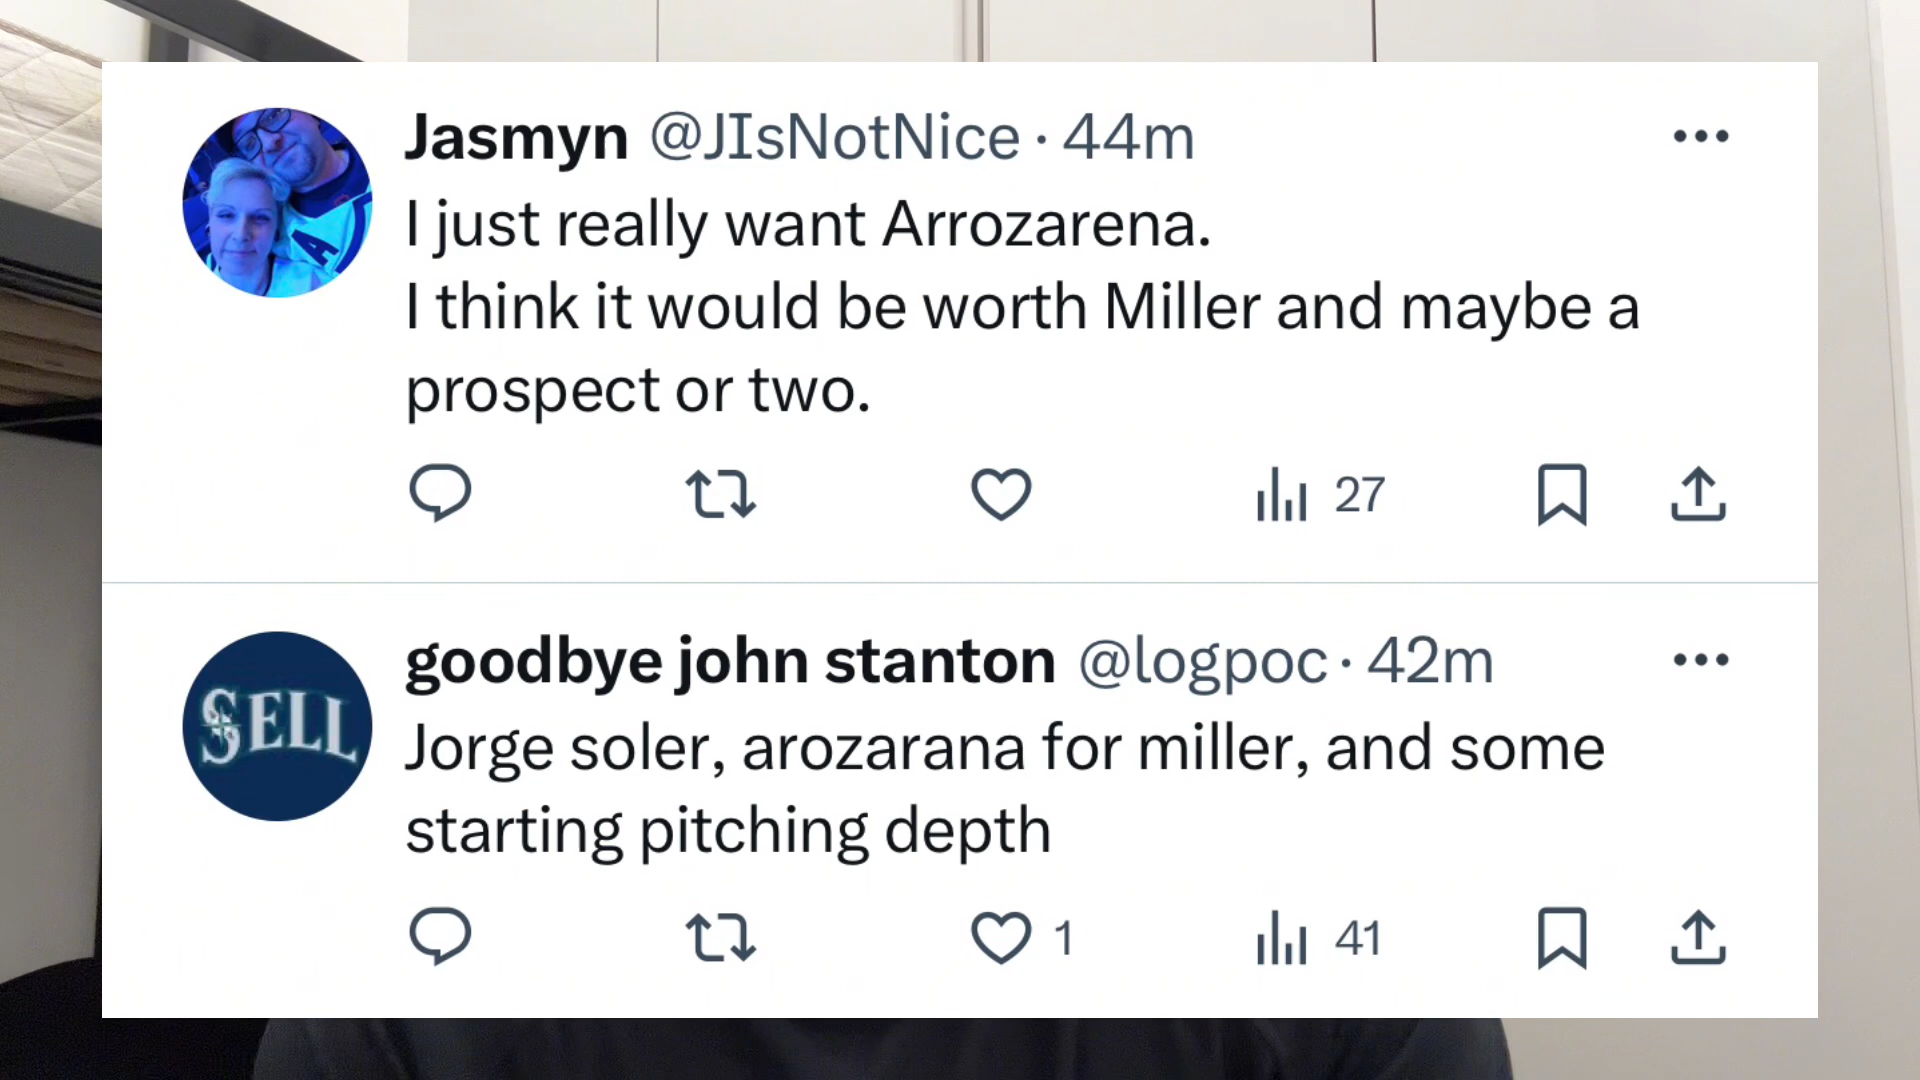 Jasmyn @JIsNotNice · 44m
I just really want Arrozarena.
I think it would be worth Miller and maybe a
prospect or two.
27
goodbye john stanton @logpoc · 42m
SELL
Jorge soler, arozarana for miller, and some
starting pitching depth
1 41